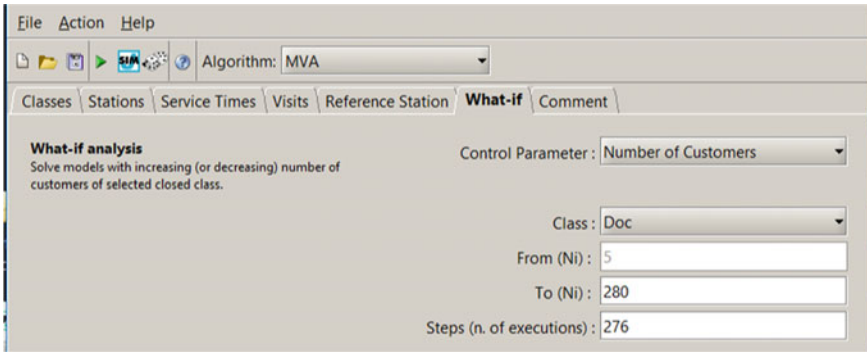 File Action Help
SIM ? Algorithm: MVA
Classes Stations Service Times Visits Reference Station What-if Comment
What-if analysis
Solve models with increasing (or decreasing) number of
customers of selected closed class.
Control Parameter : Number of Customers
Class : Doc
From (Ni) : 5
To (Ni) : 280
Steps (n. of executions) : 276